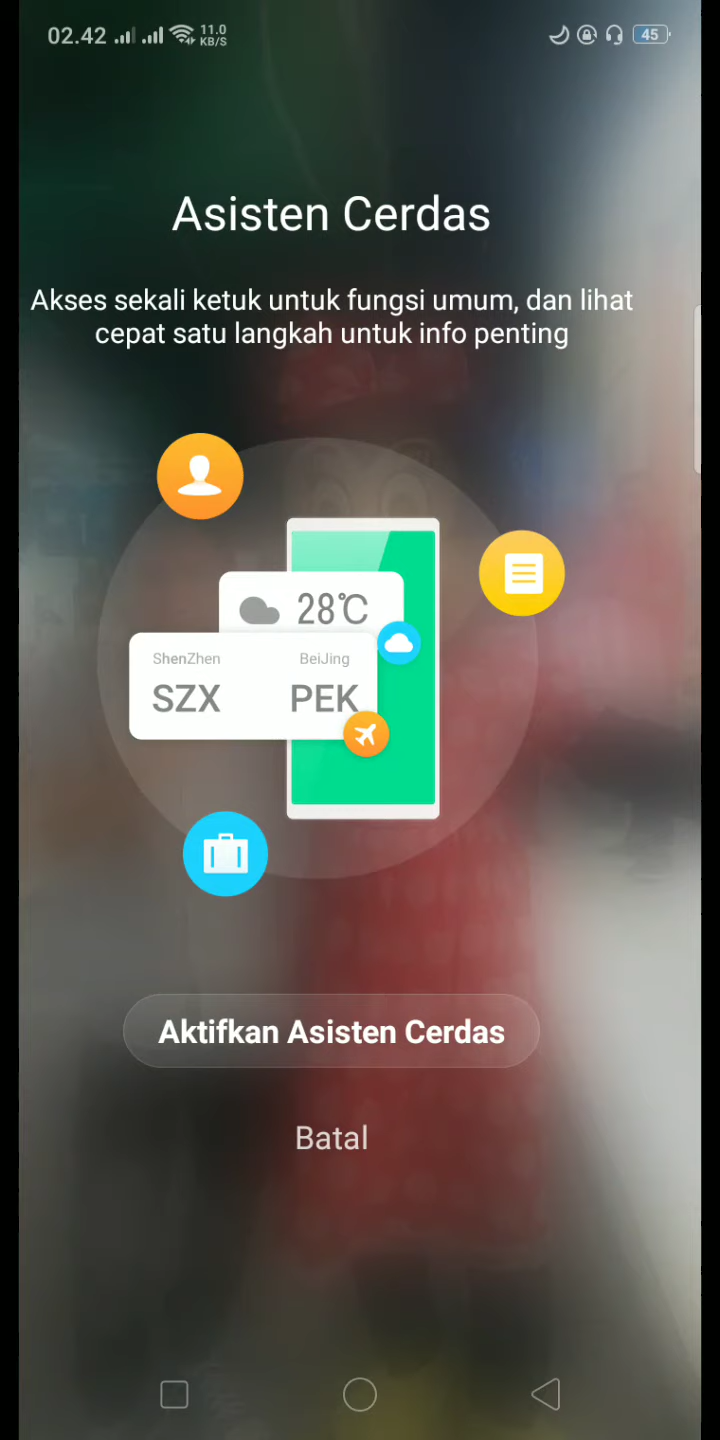 02.42
11.0
KB/S
45
Asisten Cerdas
Akses sekali ketuk untuk fungsi umum, dan lihat
cepat satu langkah untuk info penting
28℃
ShenZhen BeiJing
SZX PEK
Aktifkan Asisten Cerdas
Batal